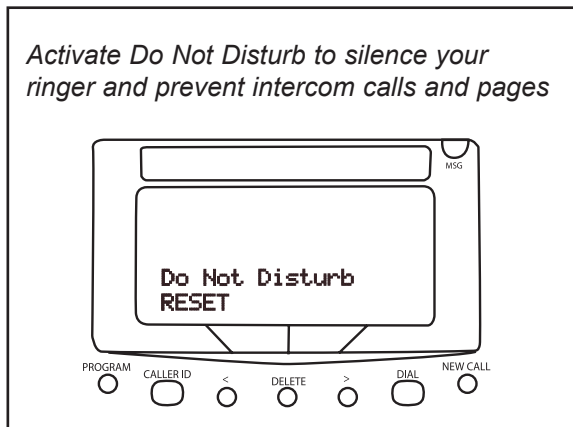 Activate Do Not Disturb to silence your
ringer and prevent intercom calls and pages
MSG
Do Not Disturb
RESET
PROGRAM CALLER ID < DELETE > DIAL NEW CALL